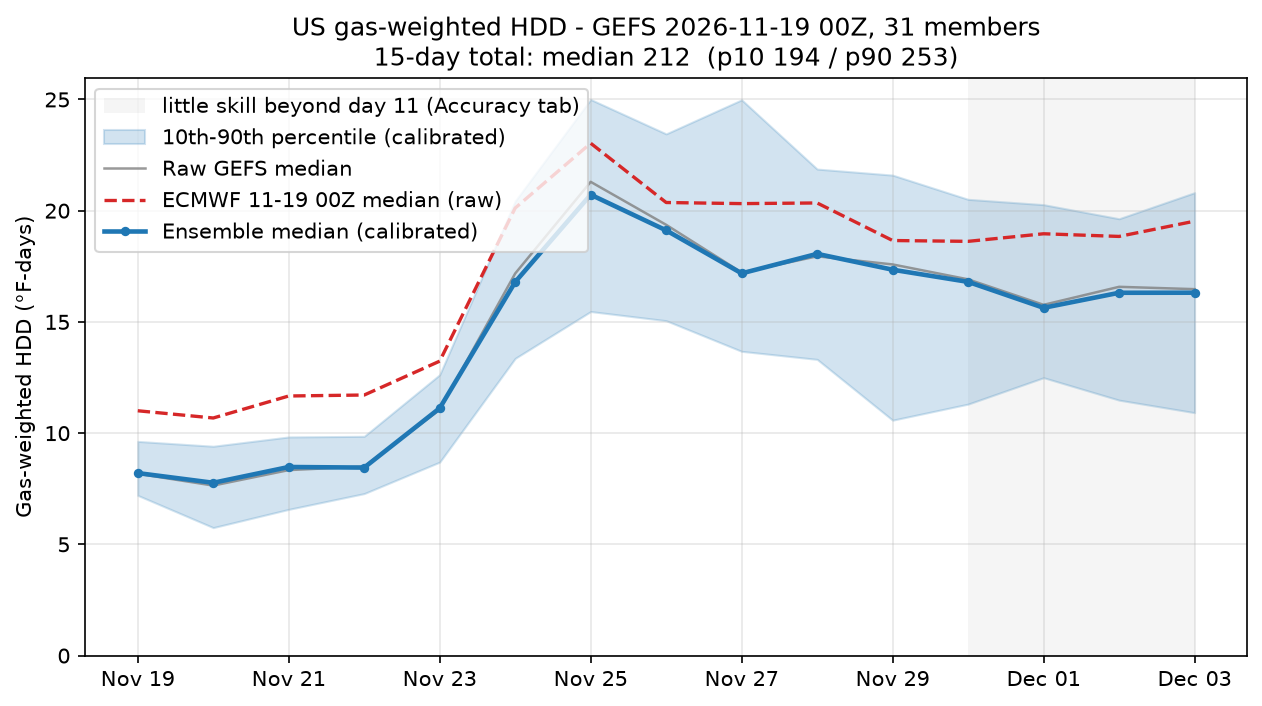 US gas-weighted HDD - GEFS 2026-11-19 00Z, 31 members
15-day total: median 212  (p10 194 / p90 253)
little skill beyond day 11 (Accuracy tab)
10th-90th percentile (calibrated)
Raw GEFS median
ECMWF 11-19 00Z median (raw)
Ensemble median (calibrated)
Gas-weighted HDD (°F-days)
25
20
15
10
5
0
Nov 19
Nov 21
Nov 23
Nov 25
Nov 27
Nov 29
Dec 01
Dec 03